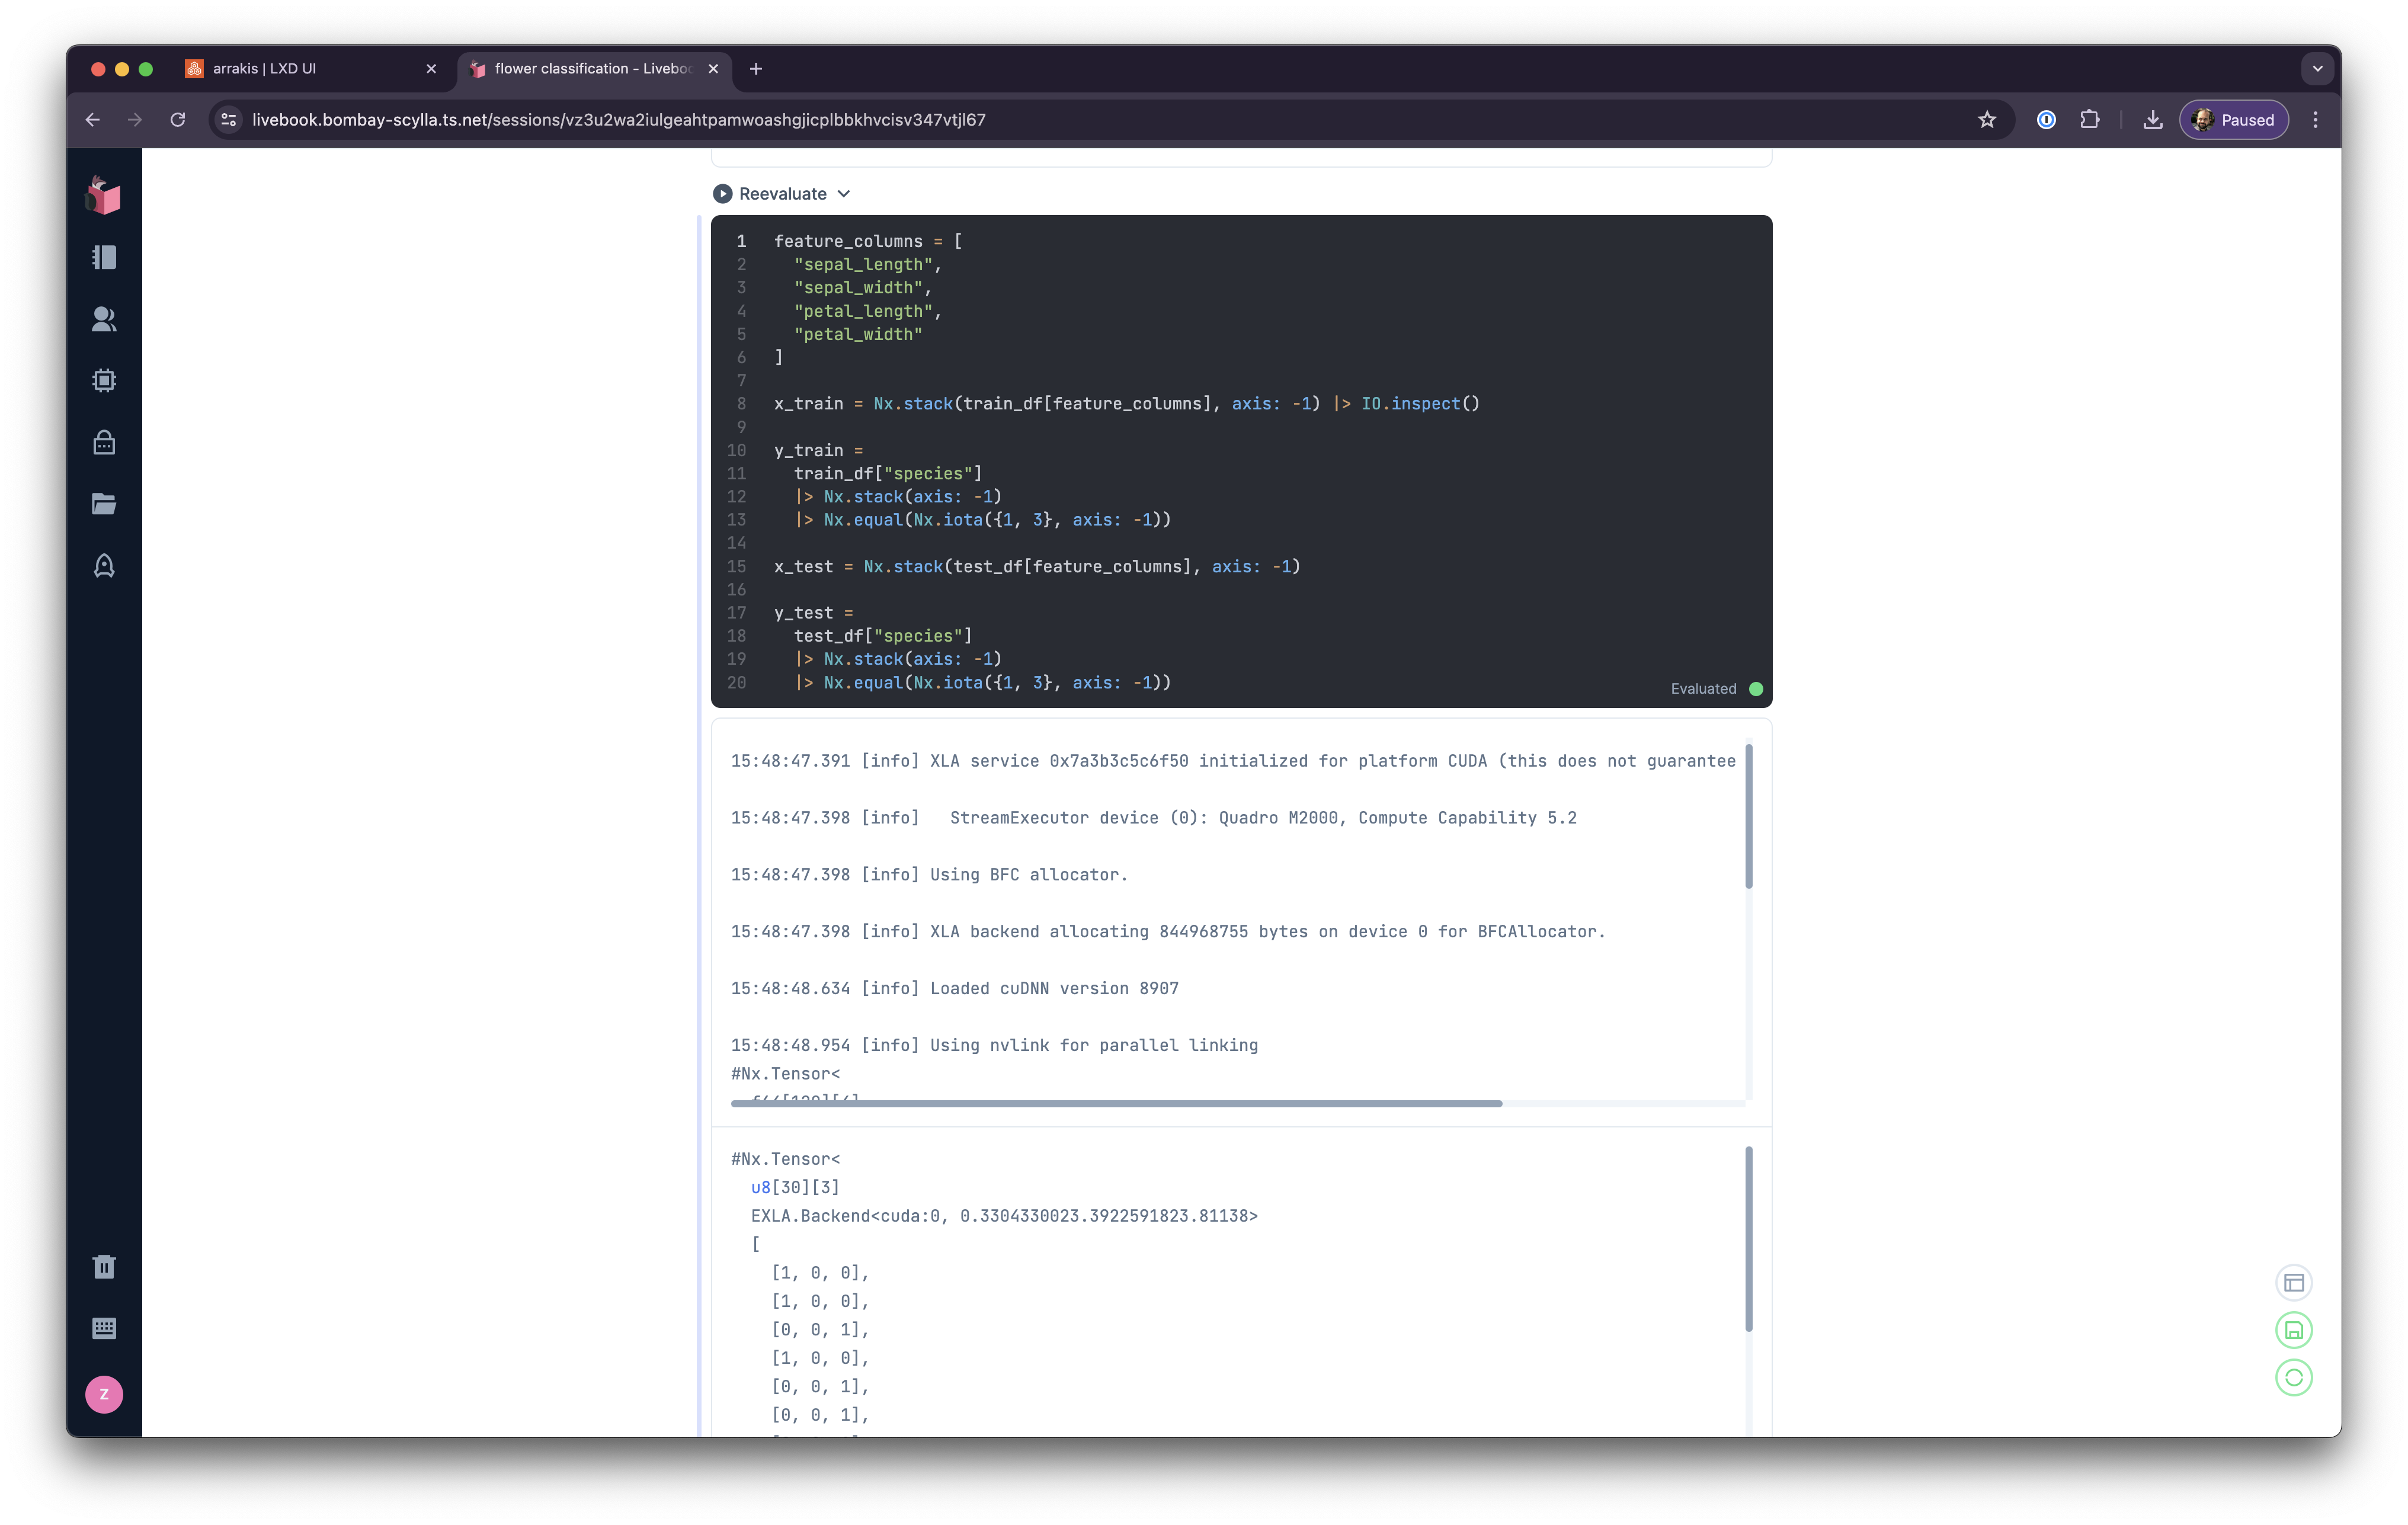 arrakis | LXD UI
flower classification - Livebo
livebook.bombay-scylla.ts.net/sessions/vz3u2wa2iulgeahtpamwoashgjicplbbkhvcisv347vtjl67
Paused
Reevaluate
1 feature_columns = [
2 "sepal_length",
3 "sepal_width",
4 "petal_length",
5 "petal_width"
6 ]
7
8 x_train = Nx.stack(train_df[feature_columns], axis: -1) |> IO.inspect()
9
10 y_train =
11 train_df["species"]
12 |> Nx.stack(axis: -1)
13 |> Nx.equal(Nx.iota({1, 3}, axis: -1))
14
15 x_test = Nx.stack(test_df[feature_columns], axis: -1)
16
17 y_test =
18 test_df["species"]
19 |> Nx.stack(axis: -1)
20 |> Nx.equal(Nx.iota({1, 3}, axis: -1))
Evaluated
15:48:47.391 [info] XLA service 0x7a3b3c5c6f50 initialized for platform CUDA (this does not guarantee
15:48:47.398 [info] StreamExecutor device (0): Quadro M2000, Compute Capability 5.2
15:48:47.398 [info] Using BFC allocator.
15:48:47.398 [info] XLA backend allocating 844968755 bytes on device 0 for BFCAllocator.
15:48:48.634 [info] Loaded cuDNN version 8907
15:48:48.954 [info] Using nvlink for parallel linking
#Nx.Tensor<
#Nx.Tensor<
u8[30][3]
EXLA.Backend<cuda:0, 0.3304330023.3922591823.81138>
[
[1, 0, 0],
[1, 0, 0],
[0, 0, 1],
[1, 0, 0],
[0, 0, 1],
[0, 0, 1],
Z